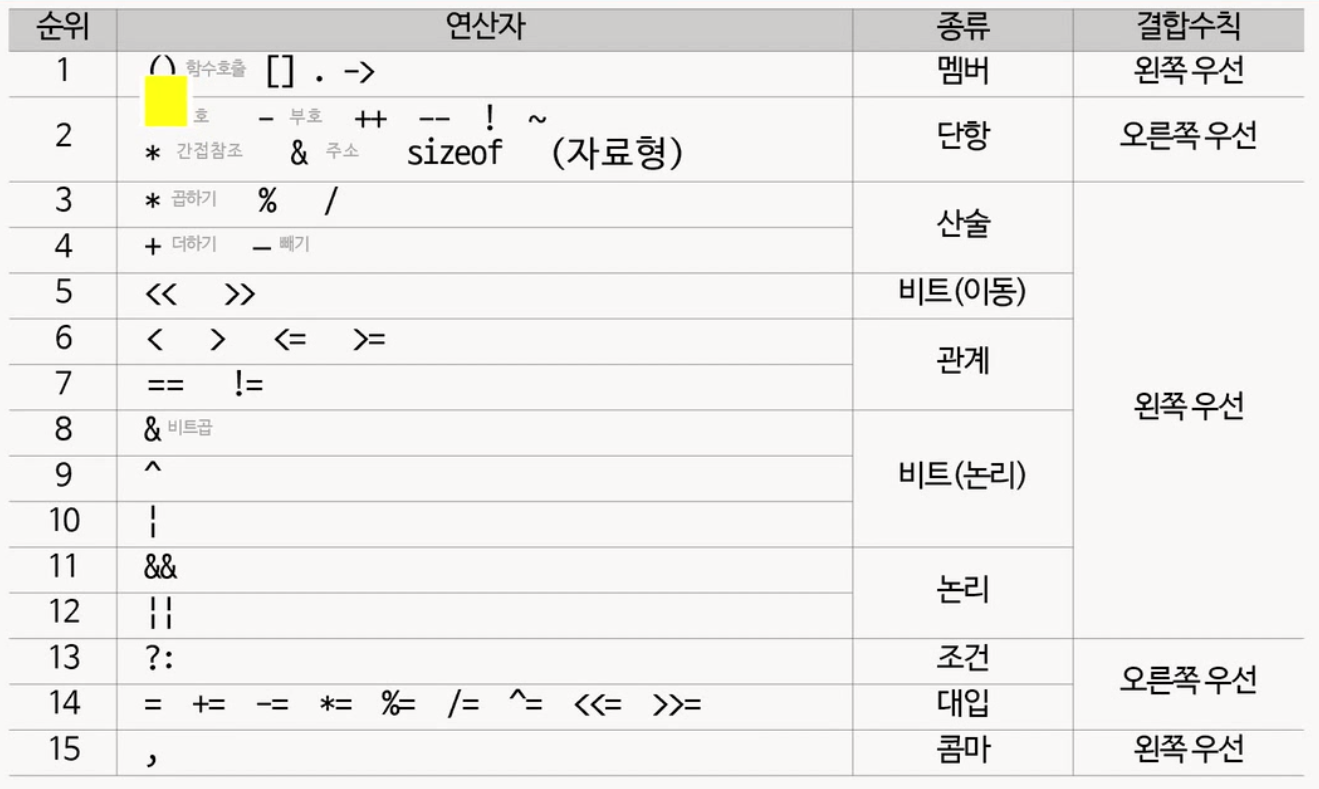 순위 연산자 종류 결합수칙
1 () 함수호출 [] . -> 멤버 왼쪽 우선
2 호 - 부호 ++ -- ! ~ 단항 오른쪽 우선
* 간접참조 & 주소 sizeof (자료형)
3 * 곱하기 % / 산술 왼쪽 우선
4 + 더하기 - 빼기
5 << >> 비트(이동)
6 < > <= >= 관계
7 == !=
8 & 비트곱 비트(논리)
9 ^
10 ¦
11 && 논리
12 ¦¦
13 ?: 조건 오른쪽 우선
14 = += -= *= %= /= ^= <<= >>= 대입
15 , 콤마 왼쪽 우선